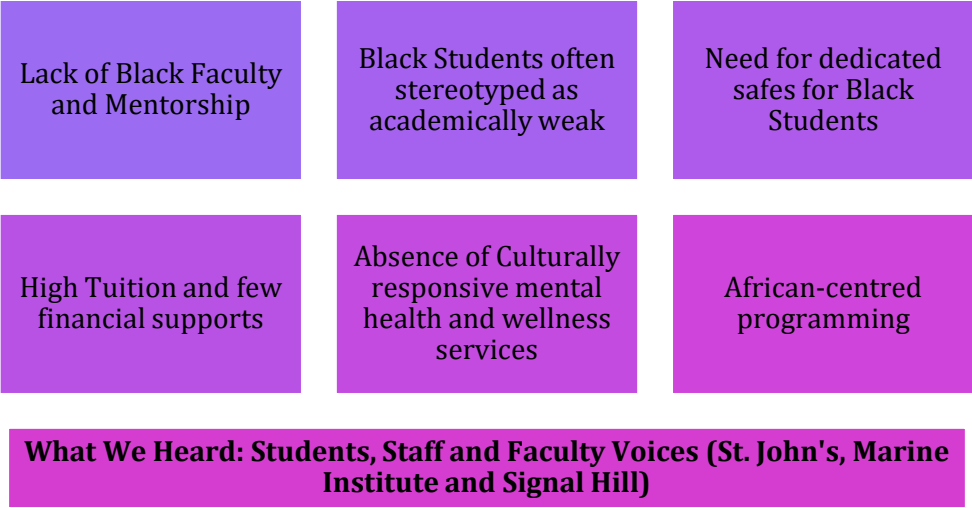 Lack of Black Faculty
and Mentorship
Black Students often
stereotyped as
academically weak
Need for dedicated
safes for Black
Students
High Tuition and few
financial supports
Absence of Culturally
responsive mental
health and wellness
services
African-centred
programming
What We Heard: Students, Staff and Faculty Voices (St. John's, Marine
Institute and Signal Hill)